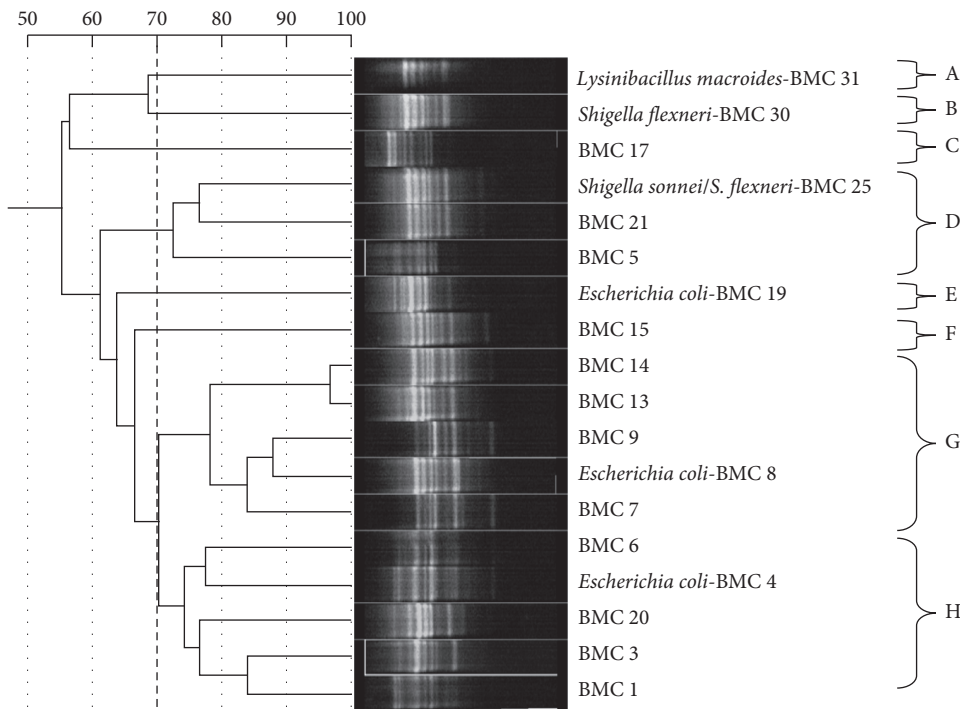 50 60 70 80 90 100
Lysinibacillus macroides-BMC 31 A
Shigella flexneri-BMC 30 B
BMC 17 C
Shigella sonnei/S. flexneri-BMC 25
BMC 21 D
BMC 5
Escherichia coli-BMC 19 E
BMC 15 F
BMC 14
BMC 13
BMC 9 G
Escherichia coli-BMC 8
BMC 7
BMC 6
Escherichia coli-BMC 4
BMC 20 H
BMC 3
BMC 1